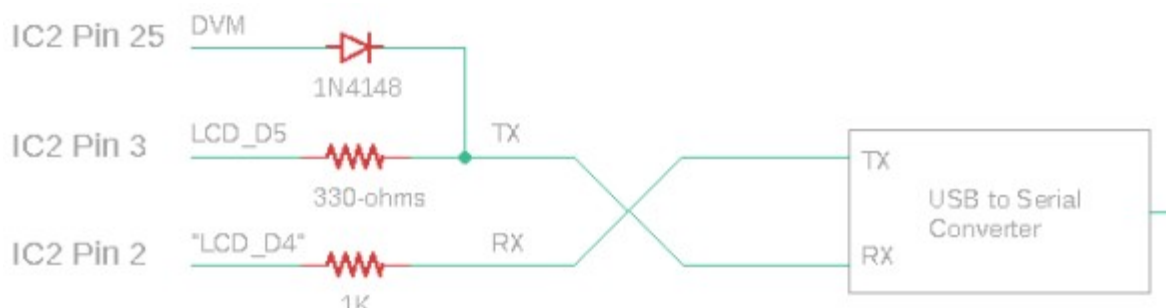 IC2 Pin 25
DVM
1N4148
IC2 Pin 3
LCD_D5
TX
330-ohms
IC2 Pin 2
"LCD_D4"
RX
1K
TX
USB to Serial
Converter
RX